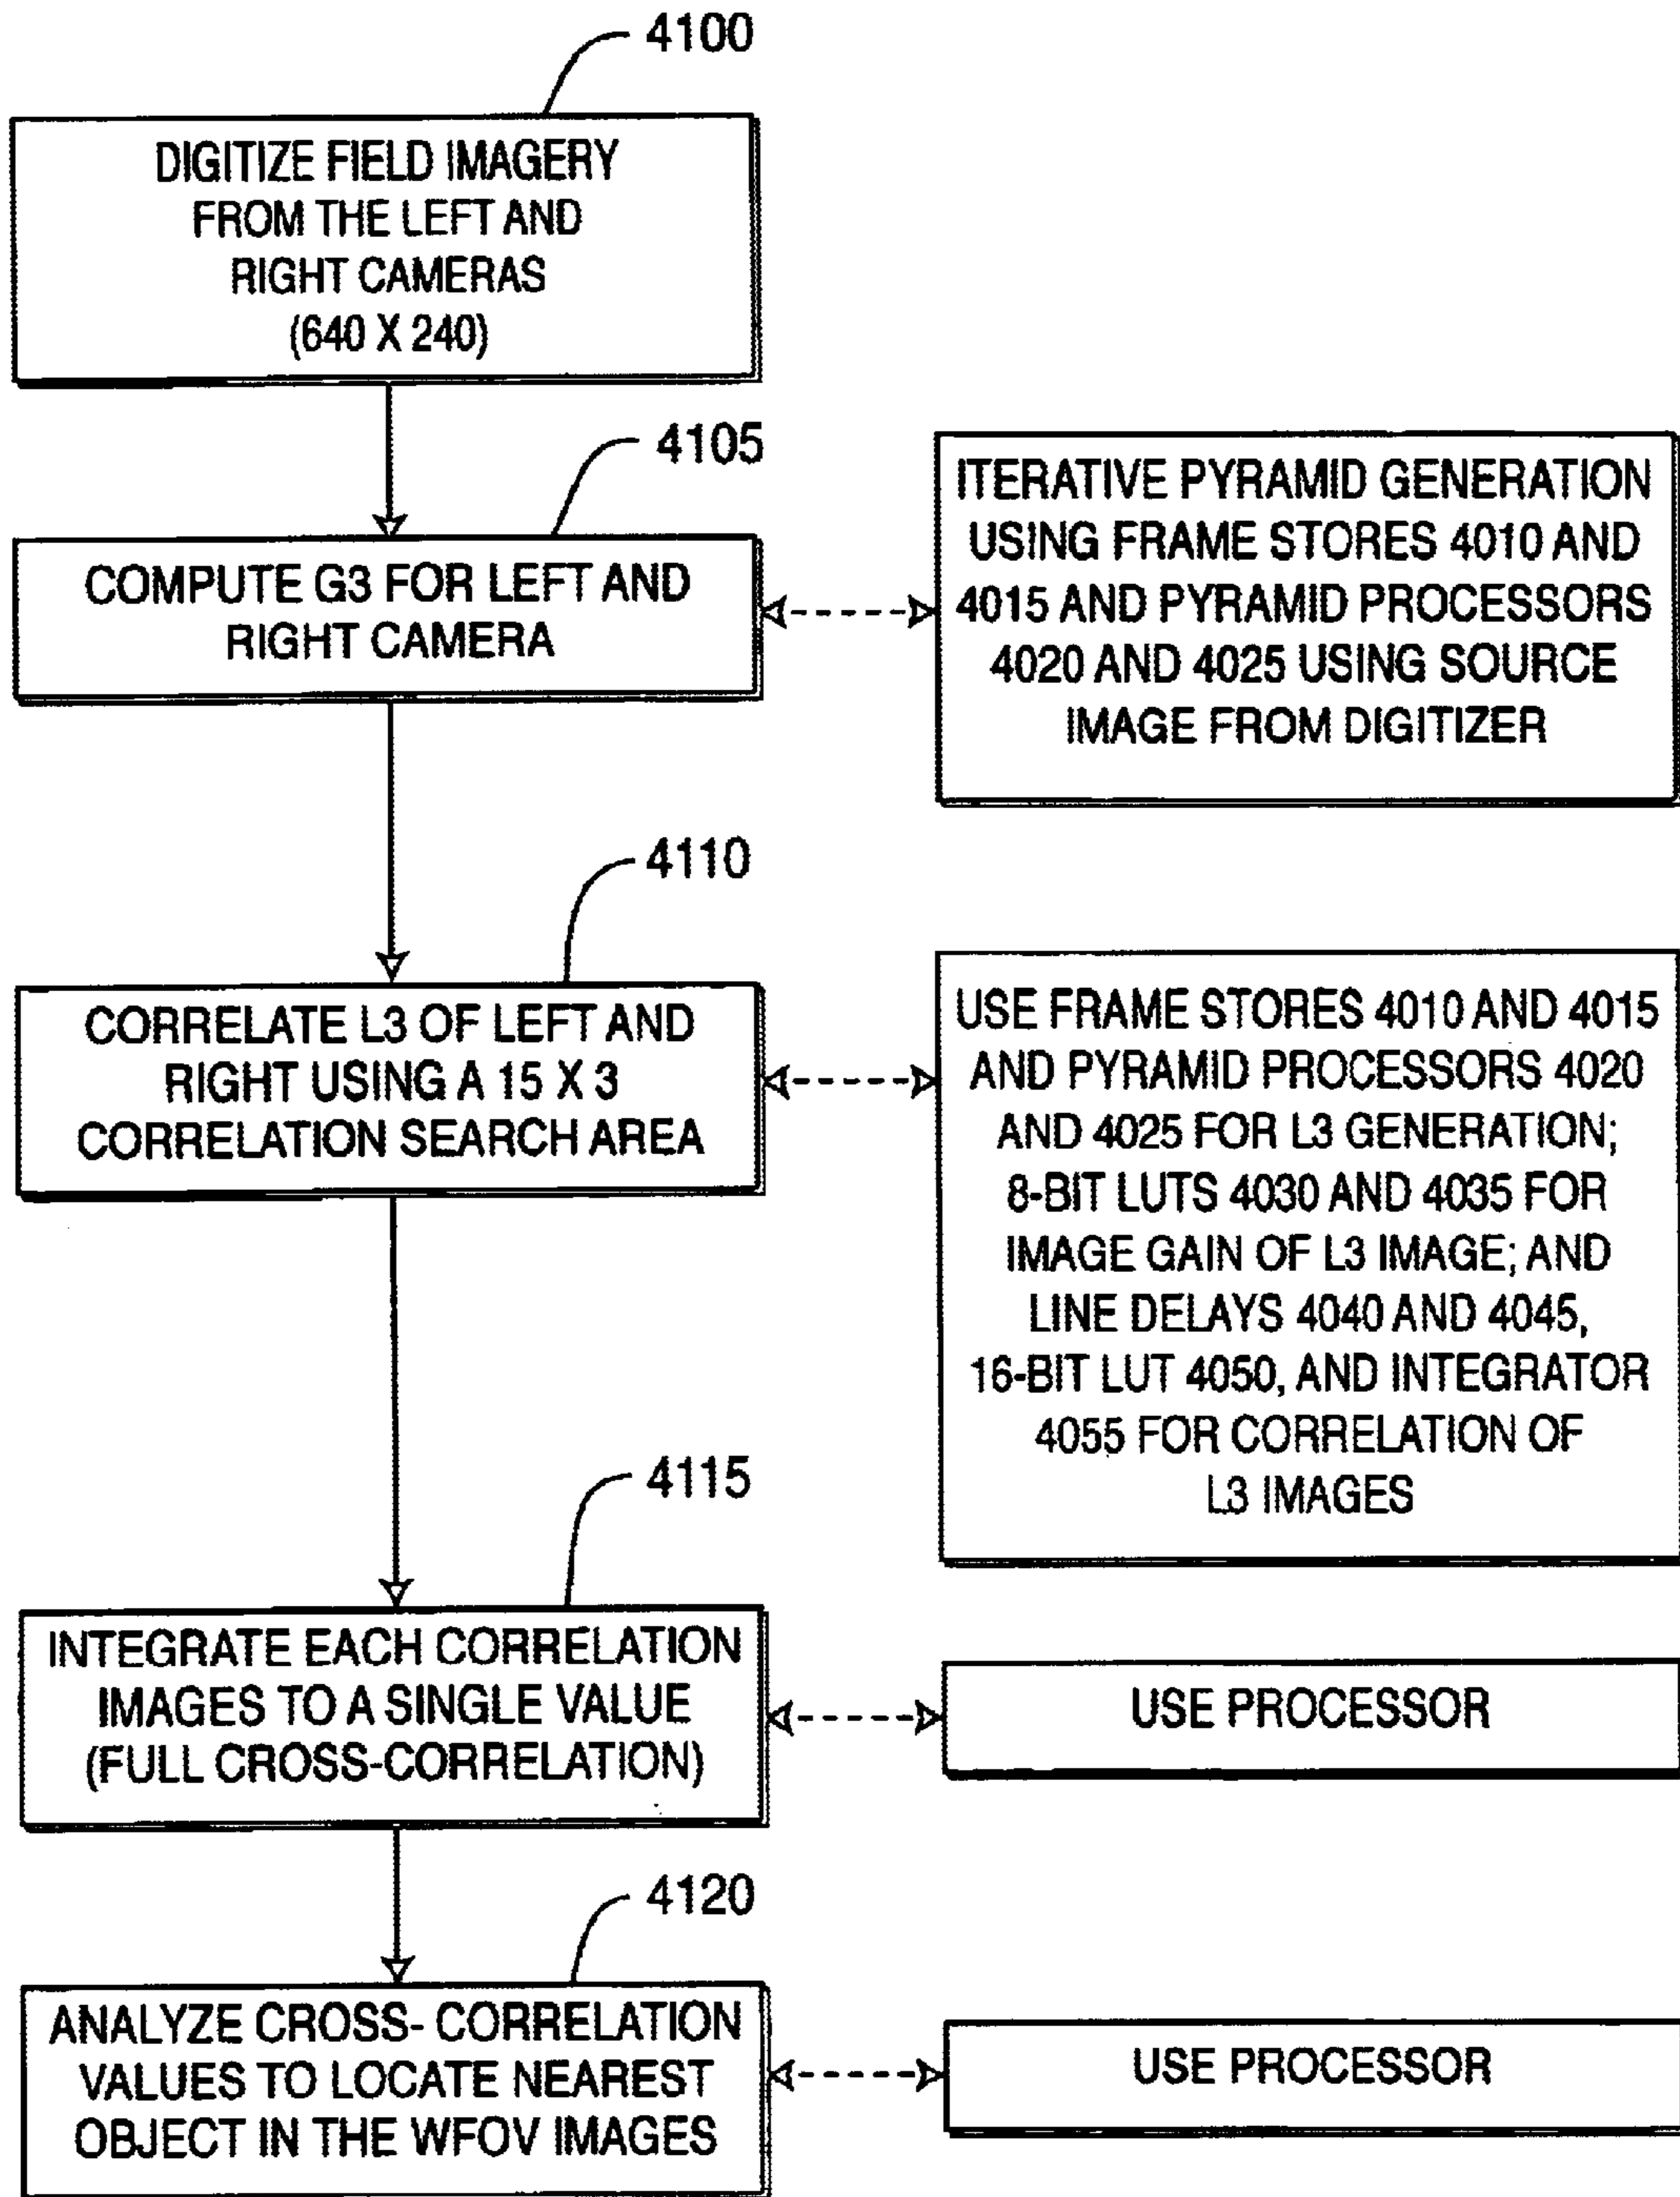 4100
DIGITIZE FIELD IMAGERY
FROM THE LEFT AND
RIGHT CAMERAS
(640 X 240)
4105
COMPUTE G3 FOR LEFT AND
RIGHT CAMERA
ITERATIVE PYRAMID GENERATION
USING FRAME STORES 4010 AND
4015 AND PYRAMID PROCESSORS
4020 AND 4025 USING SOURCE
IMAGE FROM DIGITIZER
4110
CORRELATE L3 OF LEFT AND
RIGHT USING A 15 X 3
CORRELATION SEARCH AREA
USE FRAME STORES 4010 AND 4015
AND PYRAMID PROCESSORS 4020
AND 4025 FOR L3 GENERATION;
8-BIT LUTS 4030 AND 4035 FOR
IMAGE GAIN OF L3 IMAGE; AND
LINE DELAYS 4040 AND 4045,
16-BIT LUT 4050, AND INTEGRATOR
4055 FOR CORRELATION OF
L3 IMAGES
4115
INTEGRATE EACH CORRELATION
IMAGES TO A SINGLE VALUE
(FULL CROSS-CORRELATION)
USE PROCESSOR
4120
ANALYZE CROSS- CORRELATION
VALUES TO LOCATE NEAREST
OBJECT IN THE WFOV IMAGES
USE PROCESSOR